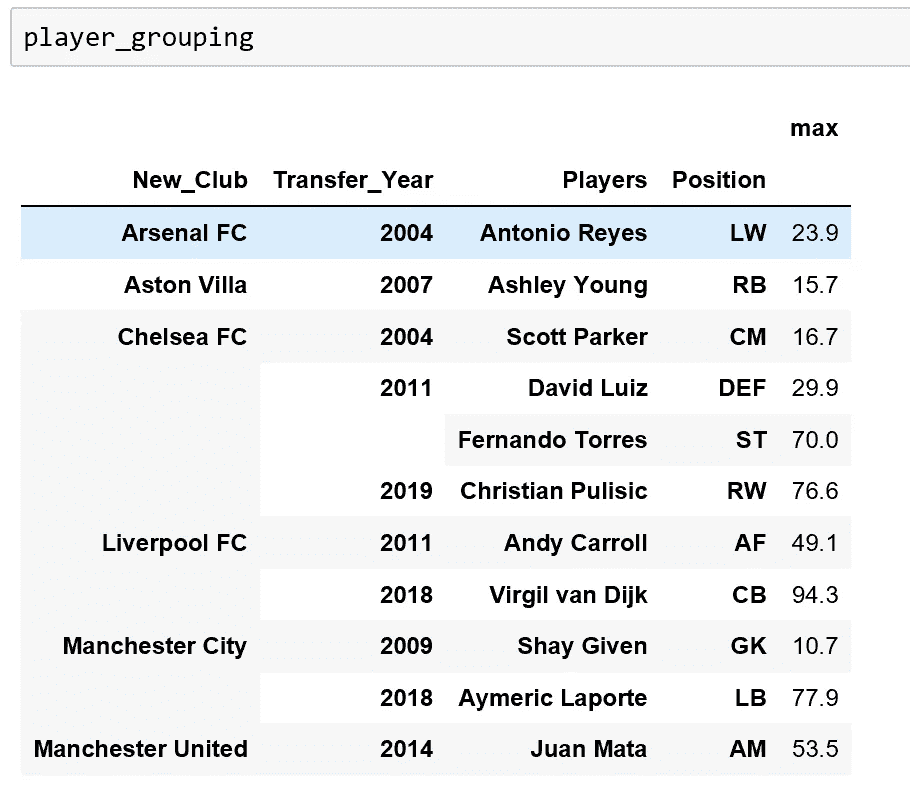 player_grouping
max
New_Club Transfer_Year Players Position
Arsenal FC 2004 Antonio Reyes LW 23.9
Aston Villa 2007 Ashley Young RB 15.7
Chelsea FC 2004 Scott Parker CM 16.7
2011 David Luiz DEF 29.9
Fernando Torres ST 70.0
2019 Christian Pulisic RW 76.6
Liverpool FC 2011 Andy Carroll AF 49.1
2018 Virgil van Dijk CB 94.3
Manchester City 2009 Shay Given GK 10.7
2018 Aymeric Laporte LB 77.9
Manchester United 2014 Juan Mata AM 53.5